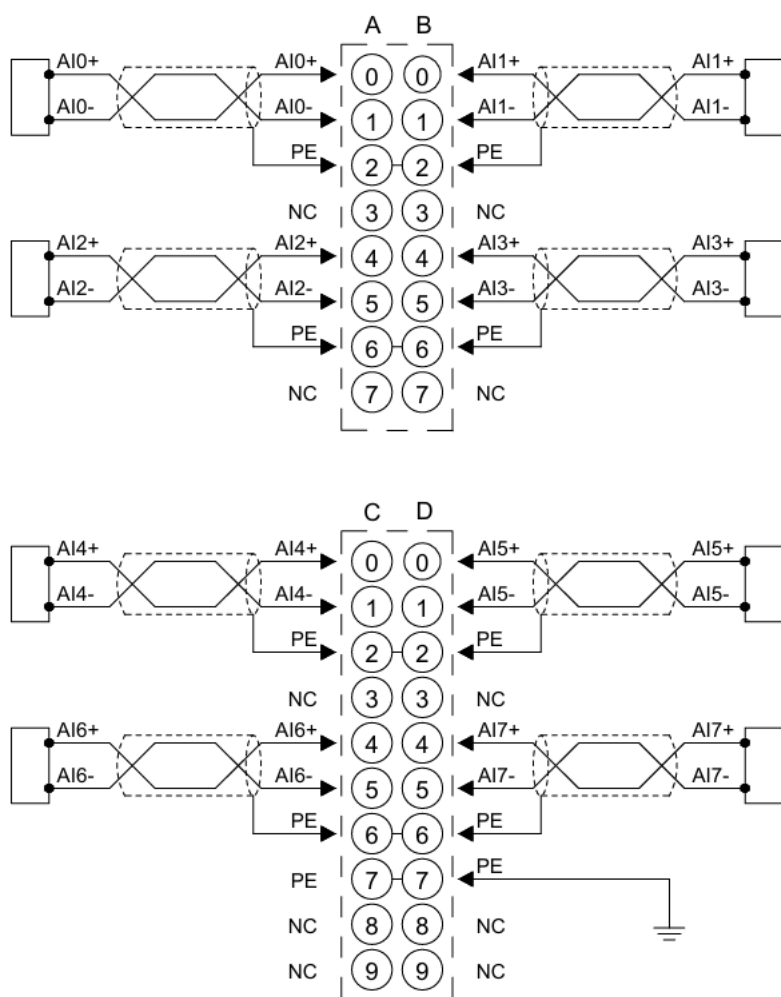 A B
AI0+ AI0+ 0 0 AI1+ AI1+
AI0- AI0- 1 1 AI1- AI1-
PE 2 2 PE
NC 3 3 NC
AI2+ AI2+ 4 4 AI3+ AI3+
AI2- AI2- 5 5 AI3- AI3-
PE 6 6 PE
NC 7 7 NC
C D
AI4+ AI4+ 0 0 AI5+ AI5+
AI4- AI4- 1 1 AI5- AI5-
PE 2 2 PE
NC 3 3 NC
AI6+ AI6+ 4 4 AI7+ AI7+
AI6- AI6- 5 5 AI7- AI7-
PE 6 6 PE
PE 7 7 PE
NC 8 8 NC
NC 9 9 NC